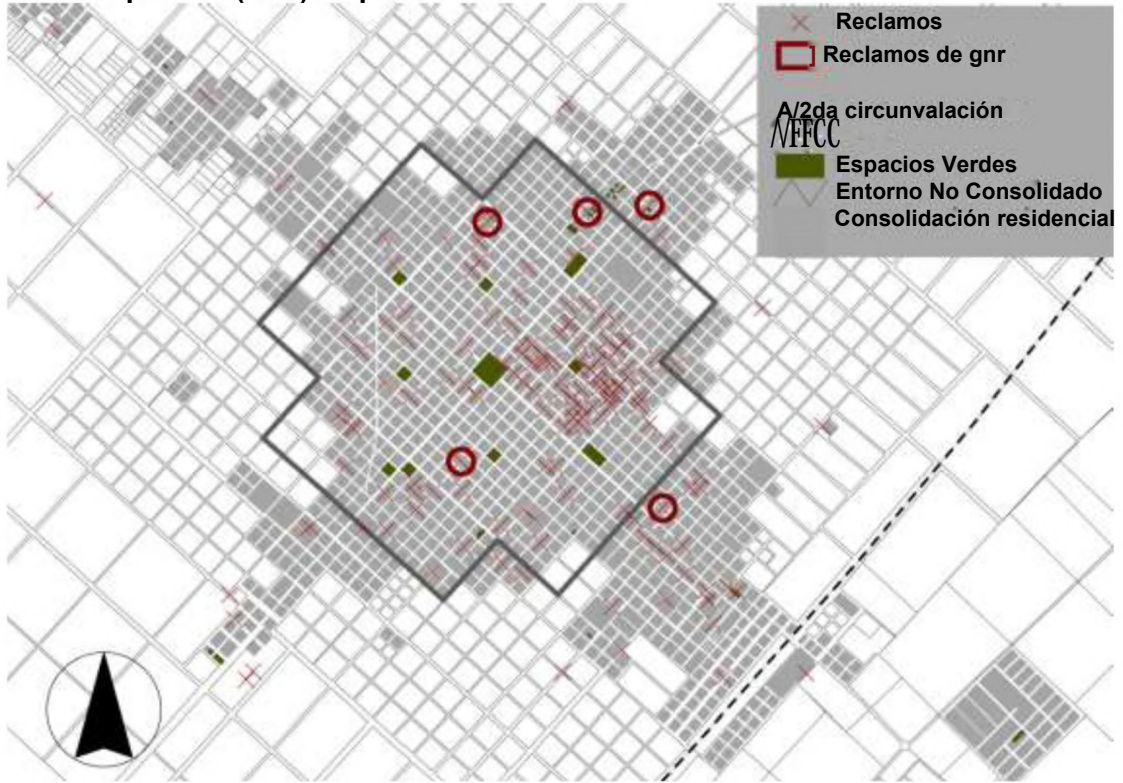 Reclamos
Reclamos de gnr
A/2da circunvalación
/\/FFCC
Espacios Verdes
Entorno No Consolidado
Consolidación residencial